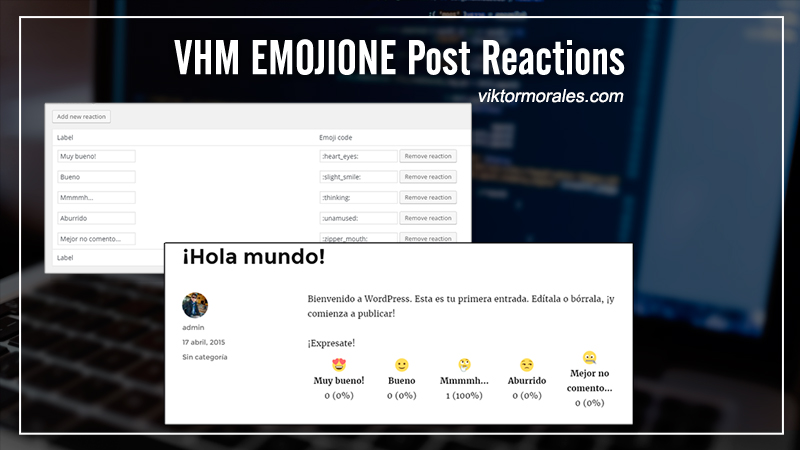 VHM EMOJIONE Post Reactions
viktormorales.com
Add new reaction
Label Emoji code
Muy bueno! :heart_eyes: Remove reaction
Bueno :slight_smile: Remove reaction
Mmmmh... :thinking: Remove reaction
Aburrido :unamused: Remove reaction
Mejor no comento... :zipper_mouth: Remove reaction
Label
¡Hola mundo!
Bienvenido a WordPress. Esta es tu primera entrada. Edítala o bórrala, ¡y
comienza a publicar!
admin
17 abril, 2015
Sin categoría
¡Expresate!
Muy bueno! Bueno Mmmmh... Aburrido Mejor no
comento...
0 (0%) 0 (0%) 1 (100%) 0 (0%) 0 (0%)